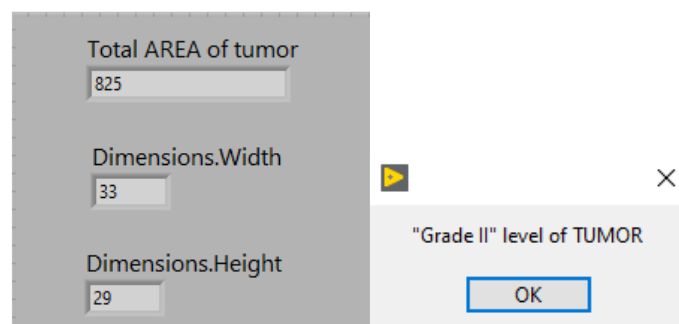 Total AREA of tumor
825
Dimensions.Width
33
Dimensions.Height
29
"Grade II" level of TUMOR
OK